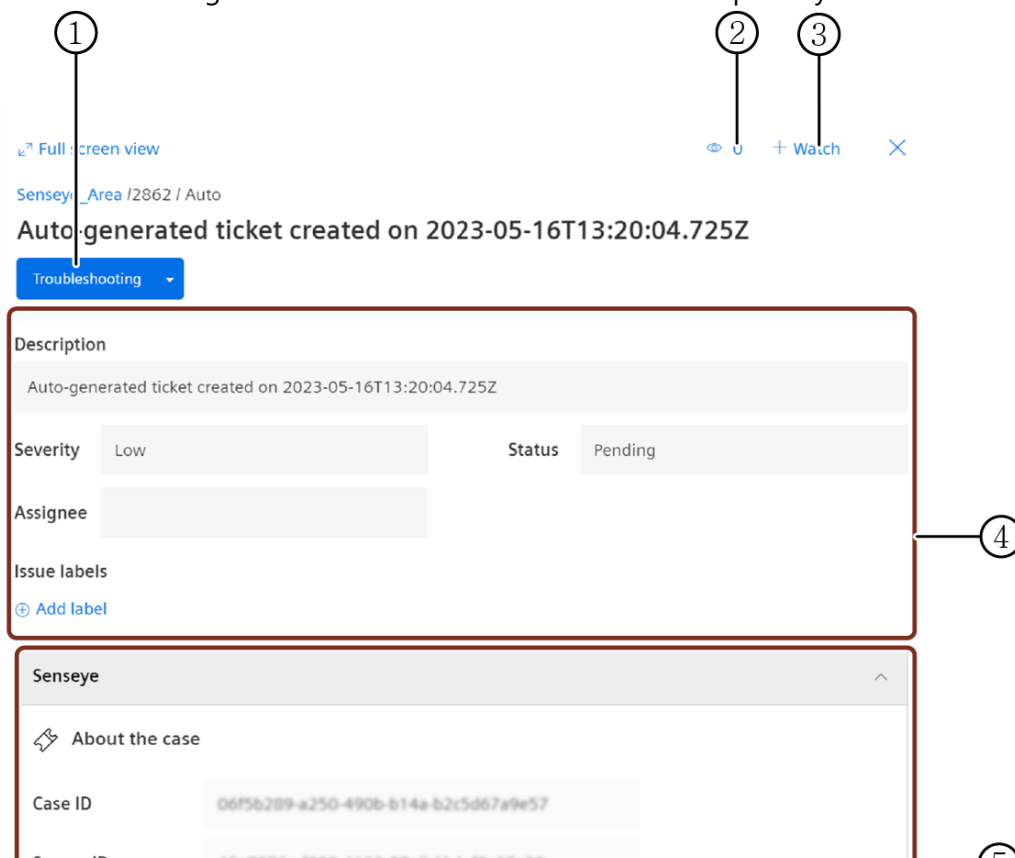 1
2
3
Full screen view
0
+ Watch
Senseye_Area /2862 / Auto
Auto-generated ticket created on 2023-05-16T13:20:04.725Z
Troubleshooting
Description
Auto-generated ticket created on 2023-05-16T13:20:04.725Z
Severity Low Status Pending
Assignee
4
Issue labels
Add label
Senseye
About the case
Case ID 06f5b289-a250-490b-b14a-b2c5d67a9e57